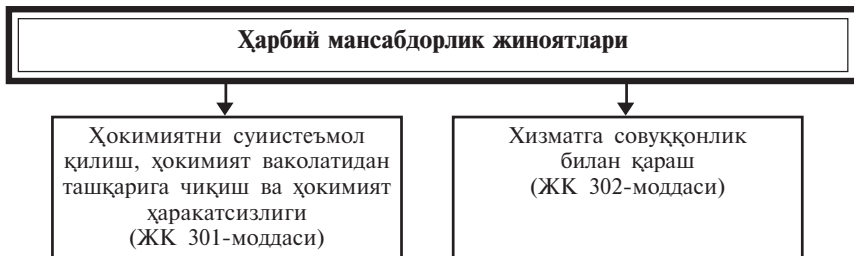 Ҳарбий мансабдорлик жиноятлари
Ҳокимиятни суиистеъмол
қилиш, ҳокимият ваколатидан
ташқарига чиқиш ва ҳокимият
ҳаракатсизлиги
(ЖК 301-моддаси)
Хизматга совуққонлик
билан қараш
(ЖК 302-моддаси)